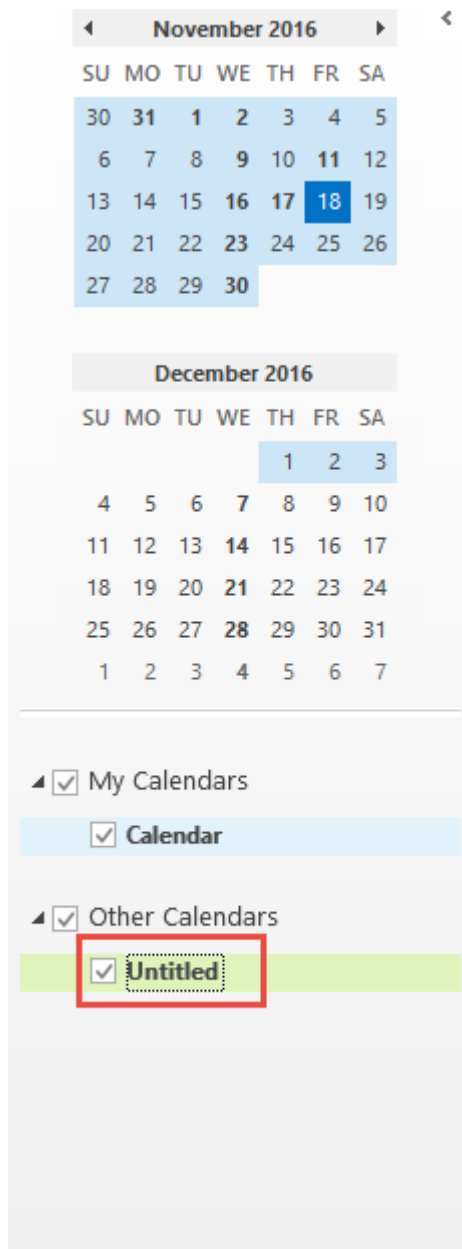 November 2016
SU MO TU WE TH FR SA
30 31 1 2 3 4 5
6 7 8 9 10 11 12
13 14 15 16 17 18 19
20 21 22 23 24 25 26
27 28 29 30
December 2016
SU MO TU WE TH FR SA
1 2 3
4 5 6 7 8 9 10
11 12 13 14 15 16 17
18 19 20 21 22 23 24
25 26 27 28 29 30 31
1 2 3 4 5 6 7
My Calendars
Calendar
Other Calendars
Untitled